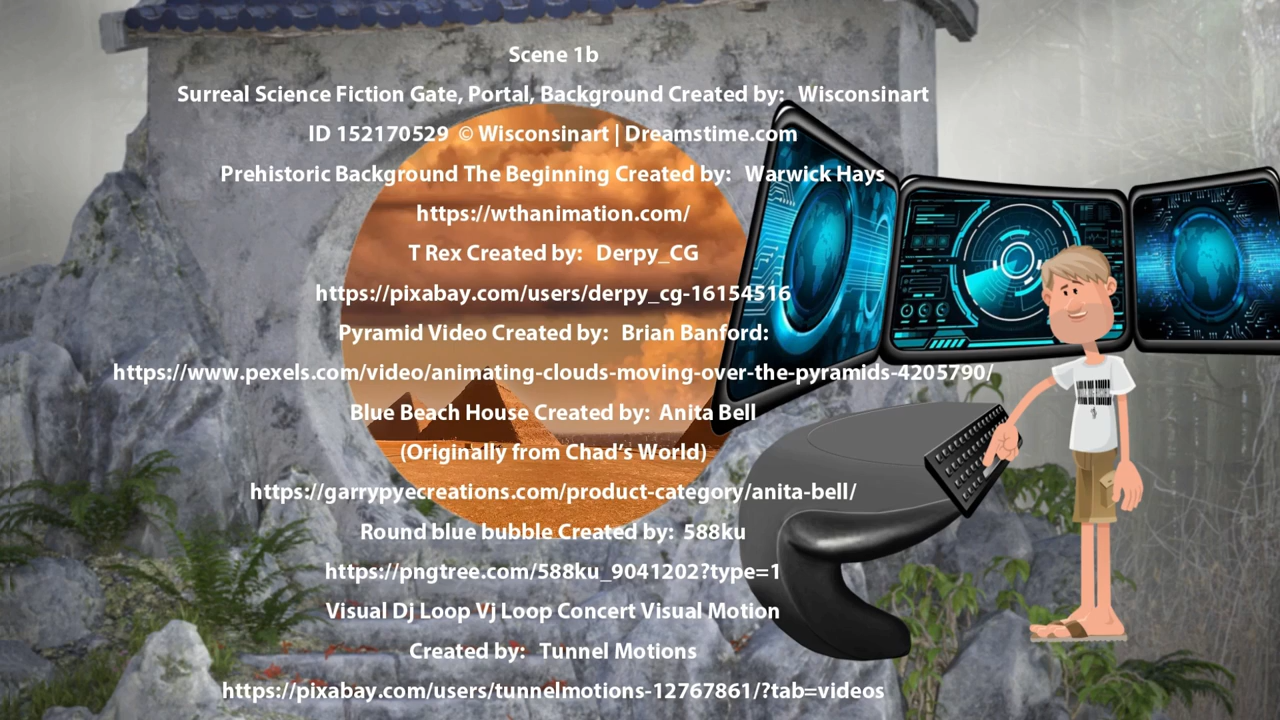 Scene 1b
Surreal Science Fiction Gate, Portal, Background Created by: Wisconsinart
ID 152170529 © Wisconsinart | Dreamstime.com
Prehistoric Background The Beginning Created by: Warwick Hays
https://wthanimation.com/
T Rex Created by: Derpy_CG
https://pixabay.com/users/derpy_cg-16154516
Pyramid Video Created by: Brian Banford:
https://www.pexels.com/video/animating-clouds-moving-over-the-pyramids-4205790/
Blue Beach House Created by: Anita Bell
(Originally from Chad’s World)
https://garrypyecreations.com/product-category/anita-bell/
Round blue bubble Created by: 588ku
https://pngtree.com/588ku_9041202?type=1
Visual Dj Loop Vj Loop Concert Visual Motion
Created by: Tunnel Motions
https://pixabay.com/users/tunnelmotions-12767861/?tab=videos